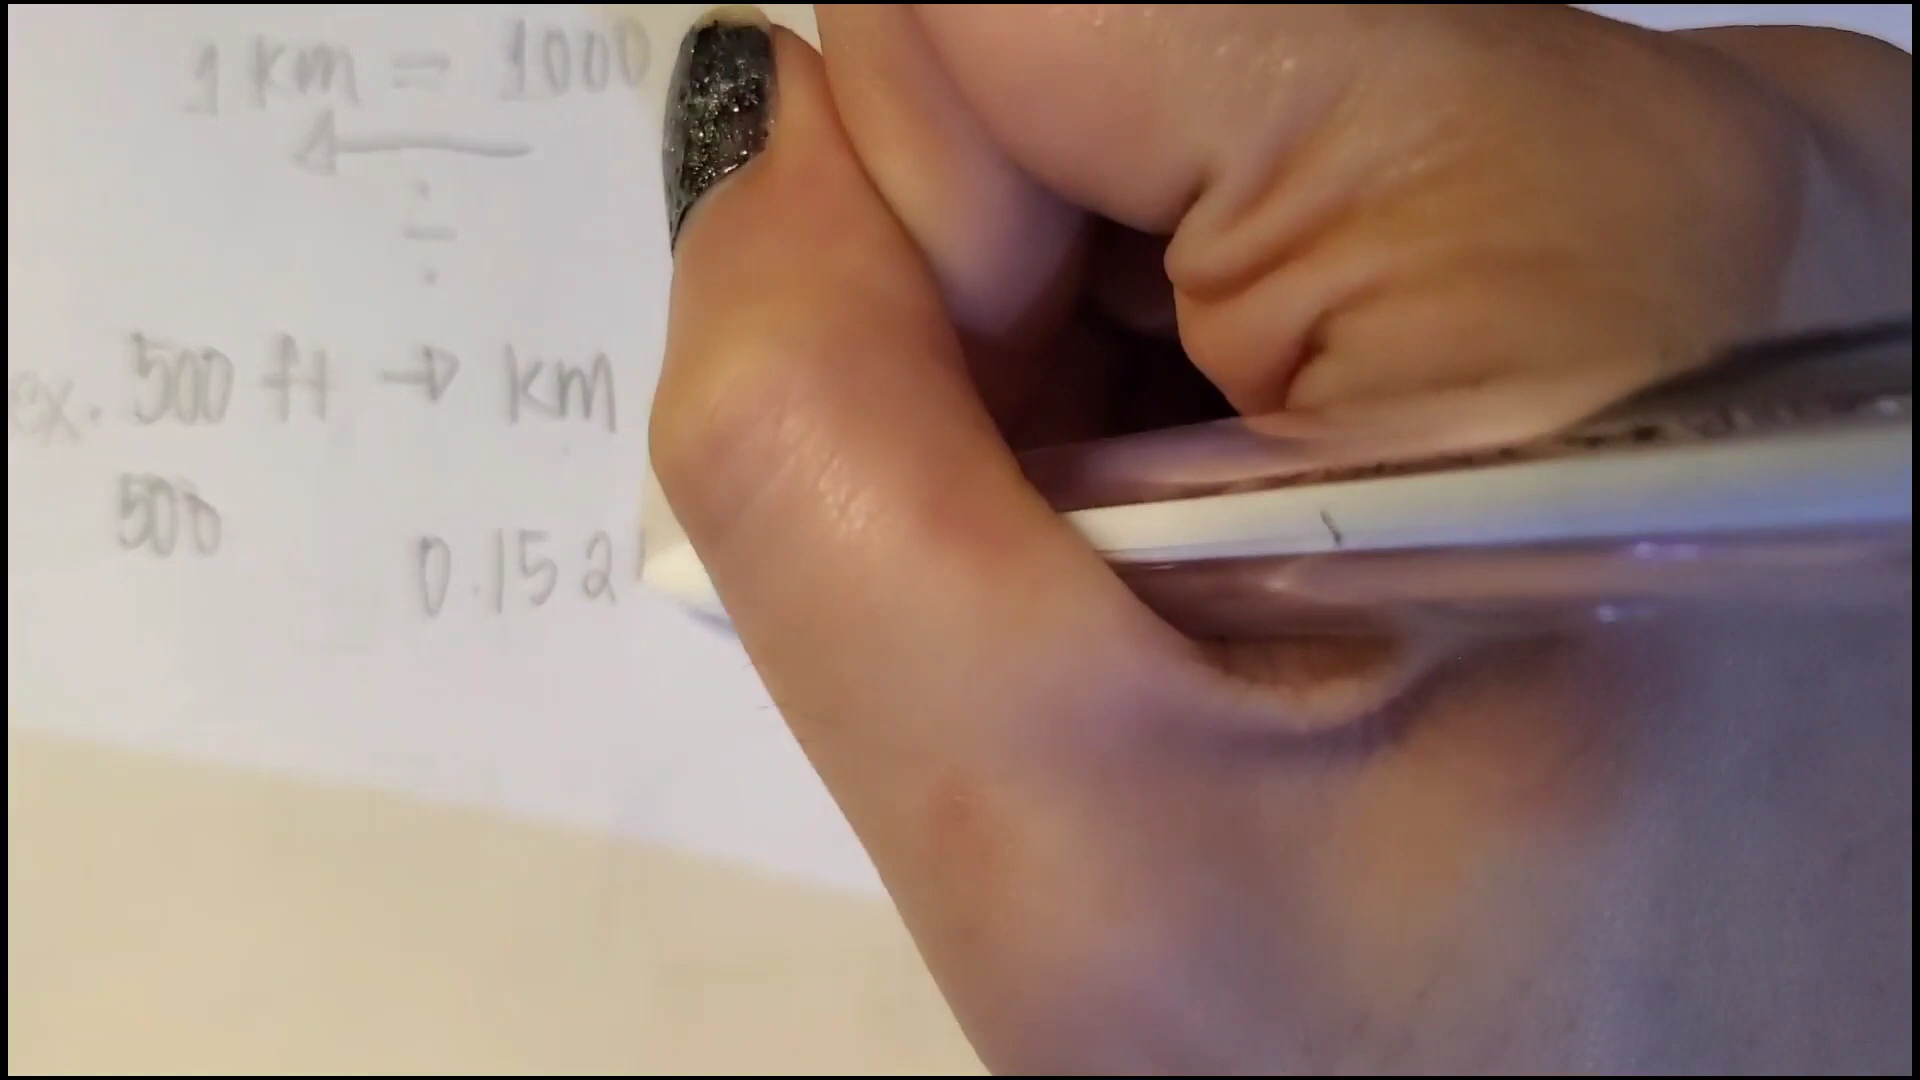 1 km = 1000
÷
ex. 500 ft → km
500
0.152